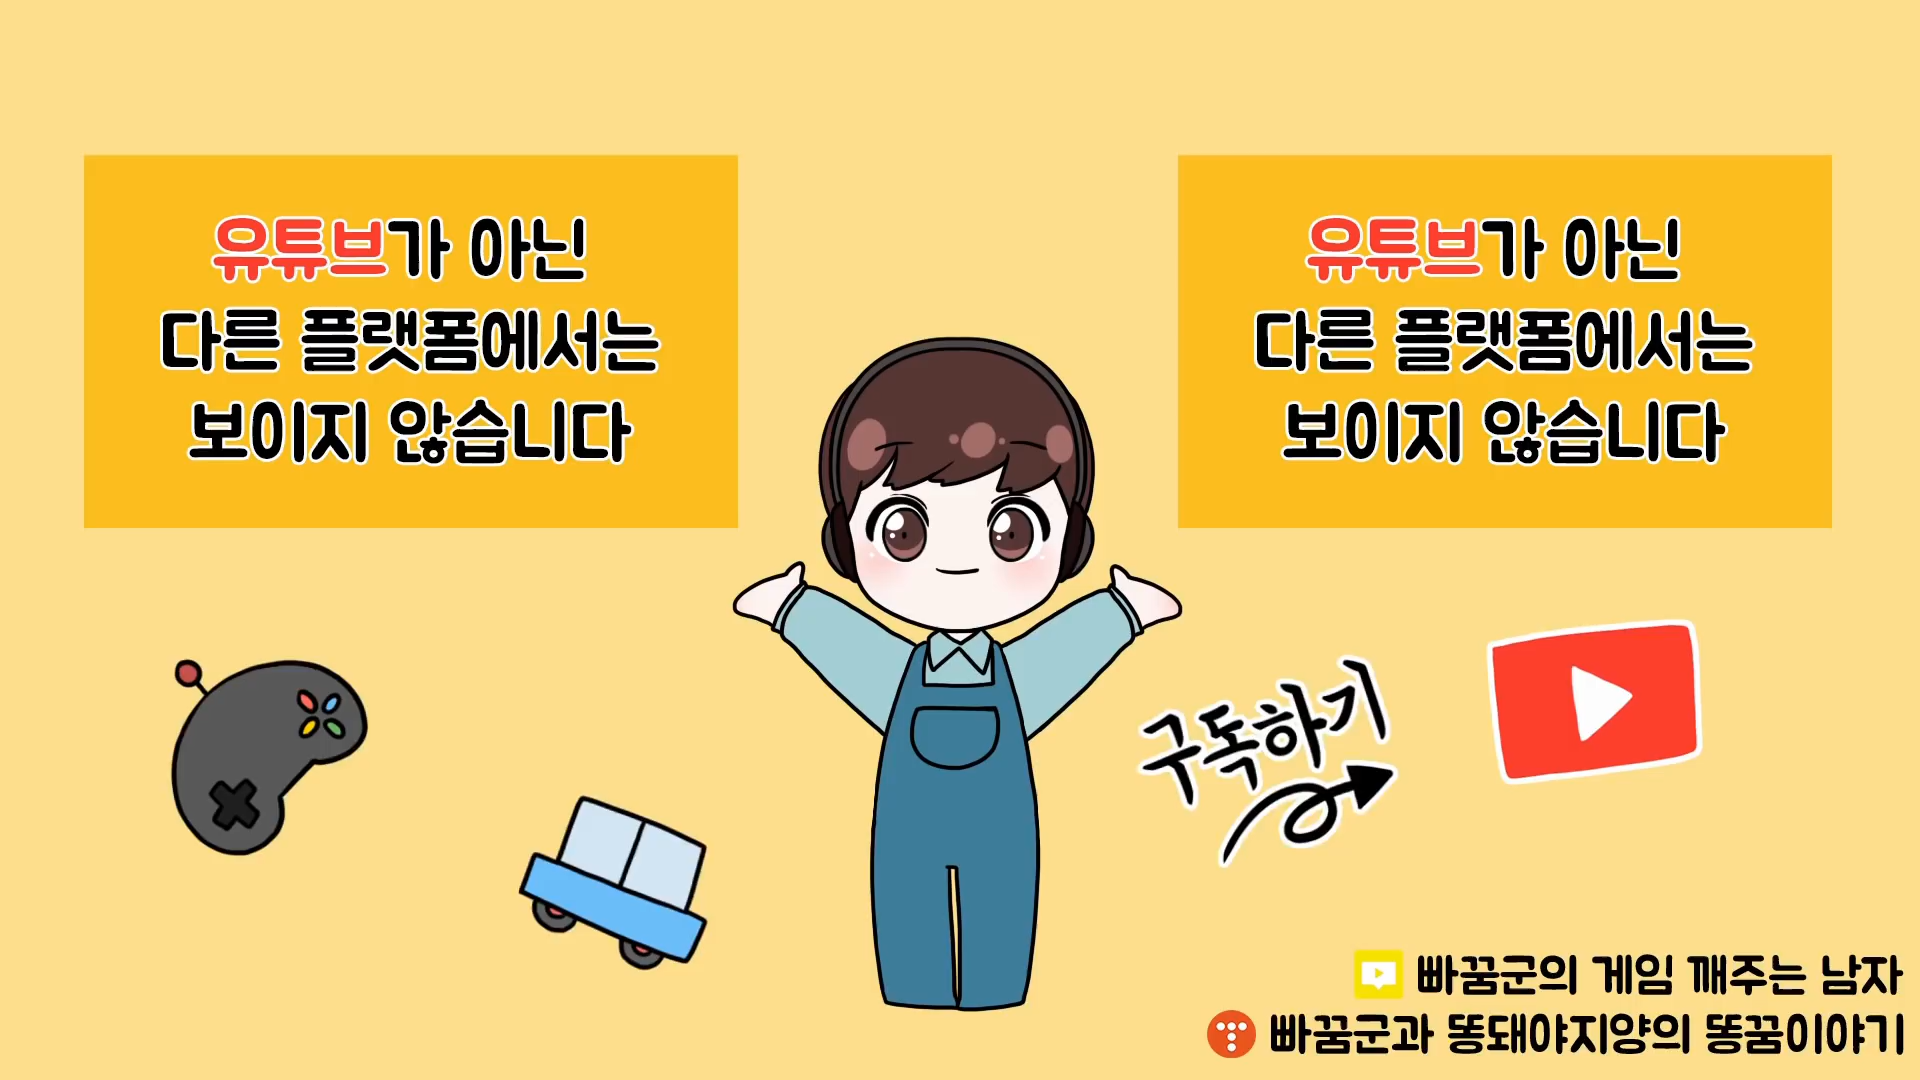 유튜브가 아닌
다른 플랫폼에서는
보이지 않습니다
유튜브가 아닌
다른 플랫폼에서는
보이지 않습니다
구독하기
빠꿈군의 게임 깨주는 남자
빠꿈군과 똥돼야지양의 똥꿈이야기